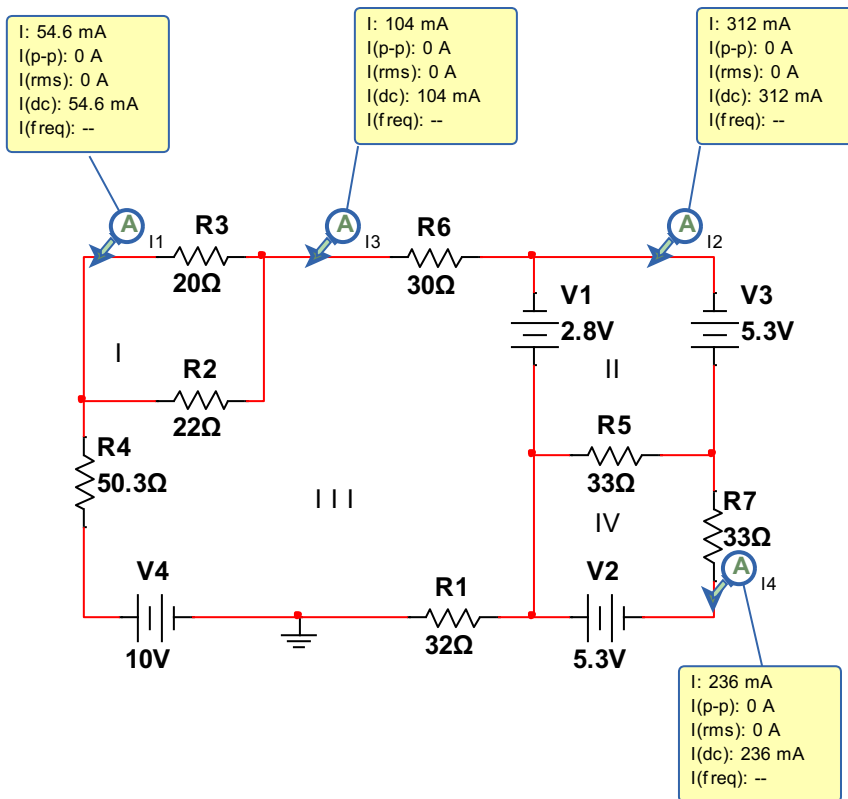 I: 54.6 mA
I(p-p): 0 A
I(rms): 0 A
I(dc): 54.6 mA
I(freq): --
I: 104 mA
I(p-p): 0 A
I(rms): 0 A
I(dc): 104 mA
I(freq): --
I: 312 mA
I(p-p): 0 A
I(rms): 0 A
I(dc): 312 mA
I(freq): --
A
I1
R3
20Ω
A
I3
R6
30Ω
A
I2
V1
2.8V
V3
5.3V
I
II
R2
22Ω
R4
50.3Ω
R5
33Ω
I I I
IV
R7
33Ω
V4
10V
R1
32Ω
V2
5.3V
A
I4
I: 236 mA
I(p-p): 0 A
I(rms): 0 A
I(dc): 236 mA
I(freq): --